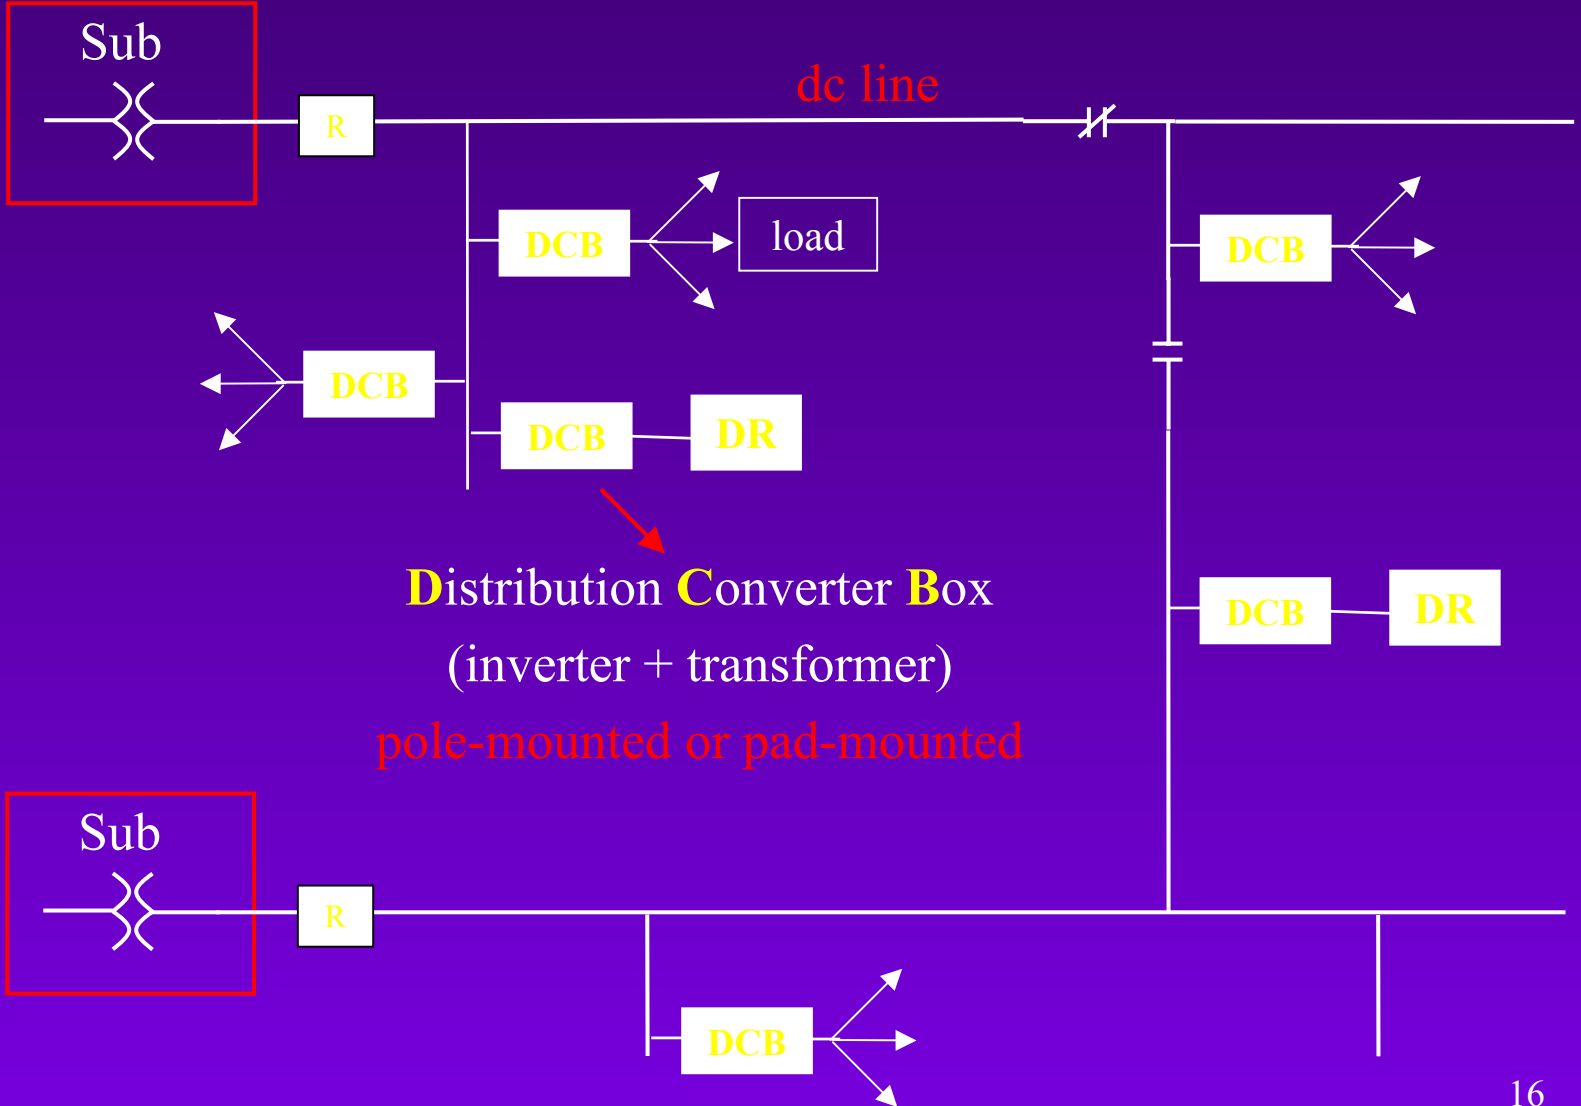 Sub
dc line
R
DCB
load
DCB
DCB
DCB
DR
Distribution Converter Box
(inverter + transformer)
pole-mounted or pad-mounted
DCB
DR
Sub
R
DCB
16